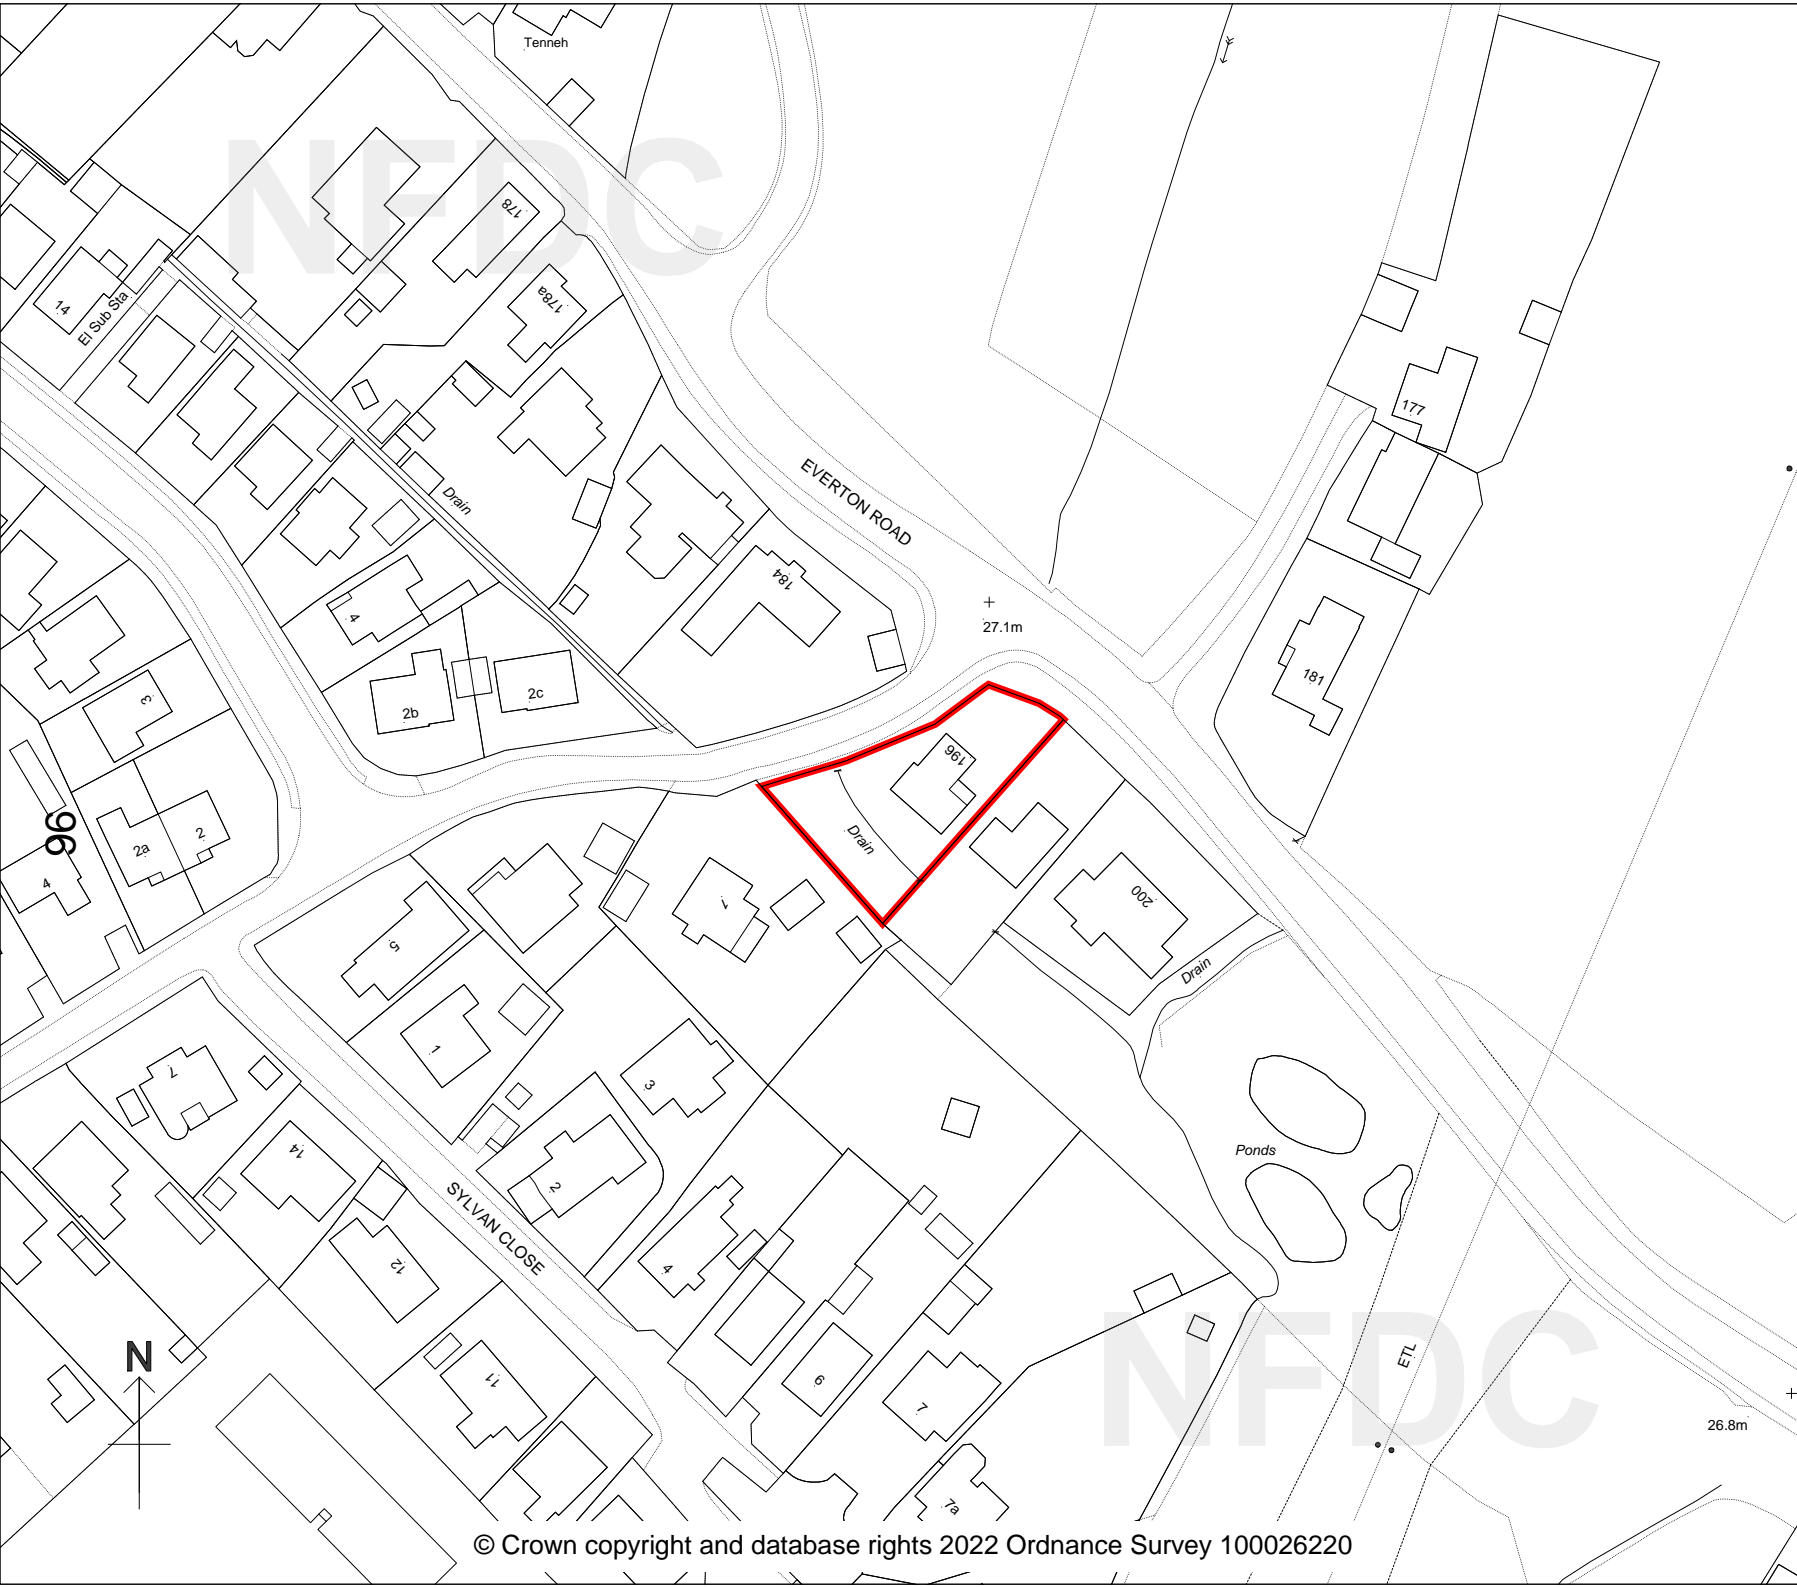 Tenneh
NFDC
178
178a
14
El Sub Sta
177
EVERTON ROAD
Drain
184
27.1m
4
181
2b
2c
3
196
96
2a
2
4
Drain
200
5
7
Drain
1
7
3
14
Ponds
2
SYLVAN CLOSE
4
12
N
NFDC
ETL
11
9
7
26.8m
7a
© Crown copyright and database rights 2022 Ordnance Survey 100026220